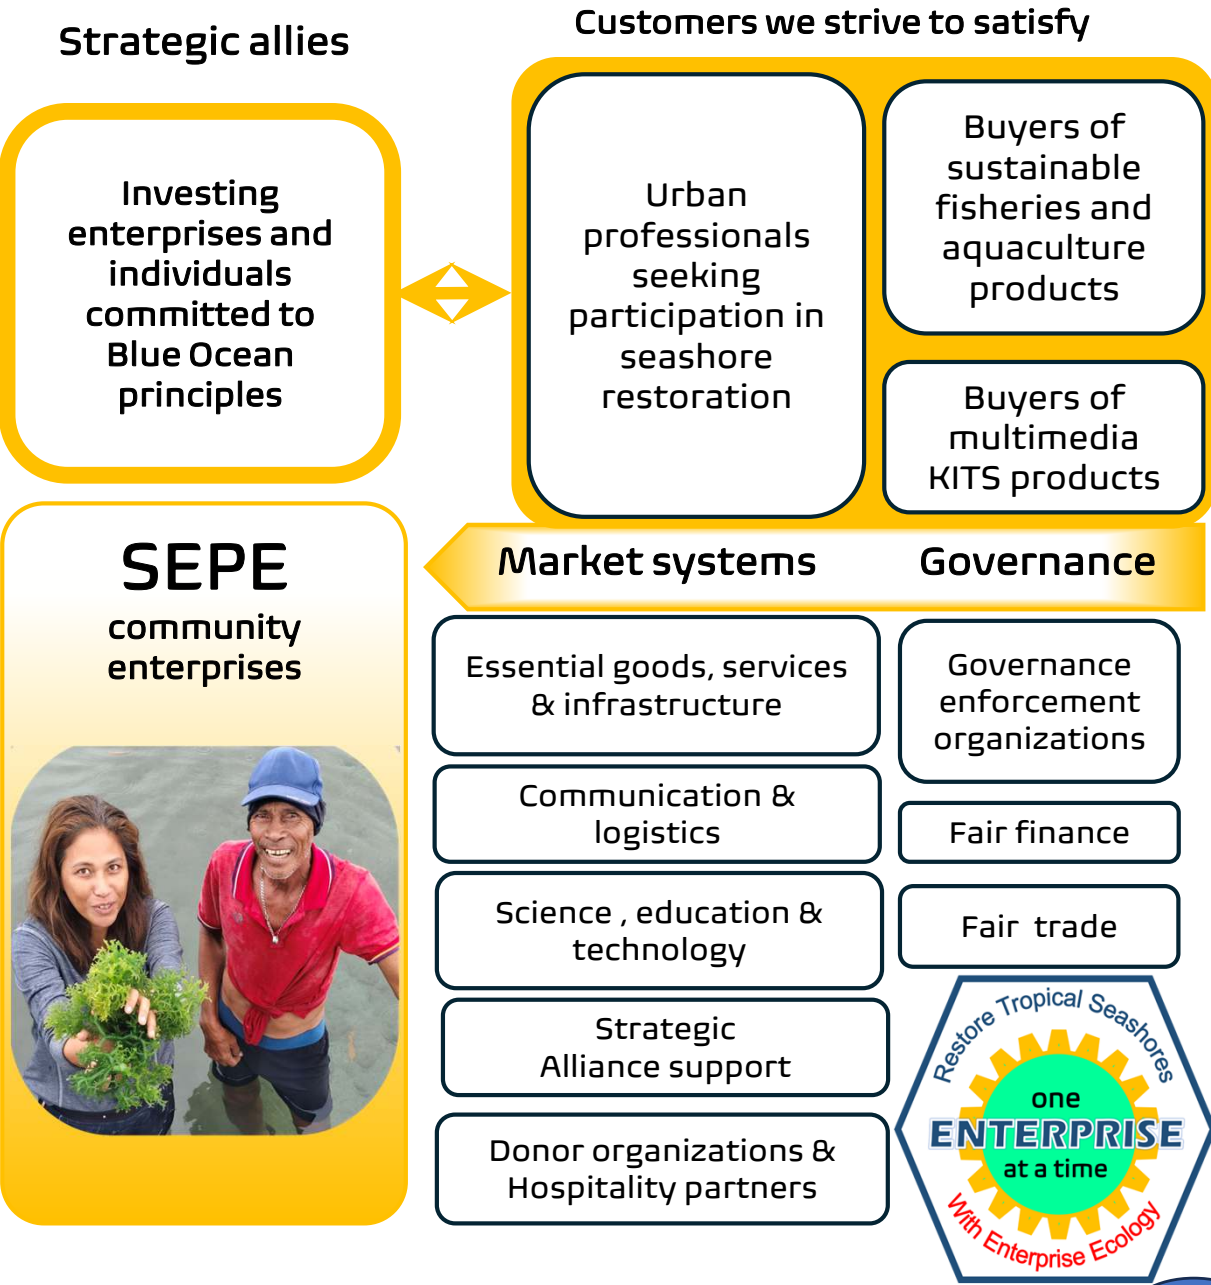 Strategic allies
Customers we strive to satisfy
Investing
enterprises and
individuals
committed to
Blue Ocean
principles
Urban
professionals
seeking
participation in
seashore
restoration
Buyers of
sustainable
fisheries and
aquaculture
products
Buyers of
multimedia
KITS products
SEPE
community
enterprises
Market systems
Governance
Essential goods, services
& infrastructure
Communication &
logistics
Science , education &
technology
Strategic
Alliance support
Donor organizations &
Hospitality partners
Governance
enforcement
organizations
Fair finance
Fair trade
Restore Tropical Seashores
one
ENTERPRISE
at a time
With Enterprise Ecology